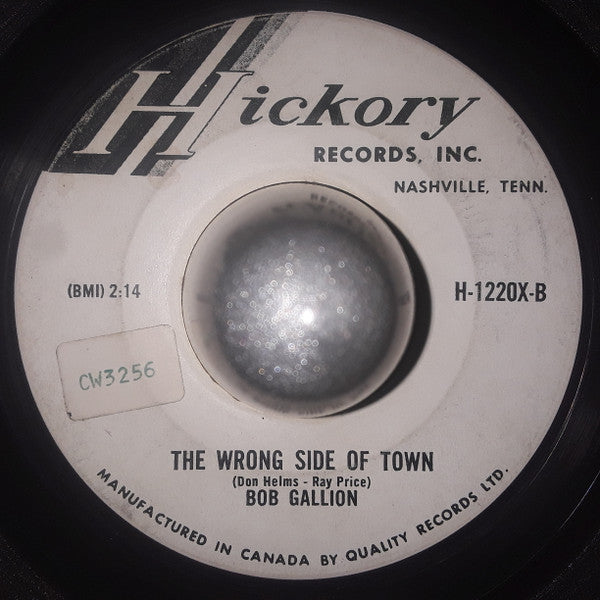 Hickory
RECORDS, INC.
NASHVILLE, TENN.
(BMI) 2:14
H-1220X-B
CW3256
THE WRONG SIDE OF TOWN
(Don Helms - Ray Price)
BOB GALLION
MANUFACTURED IN CANADA BY QUALITY RECORDS LTD.